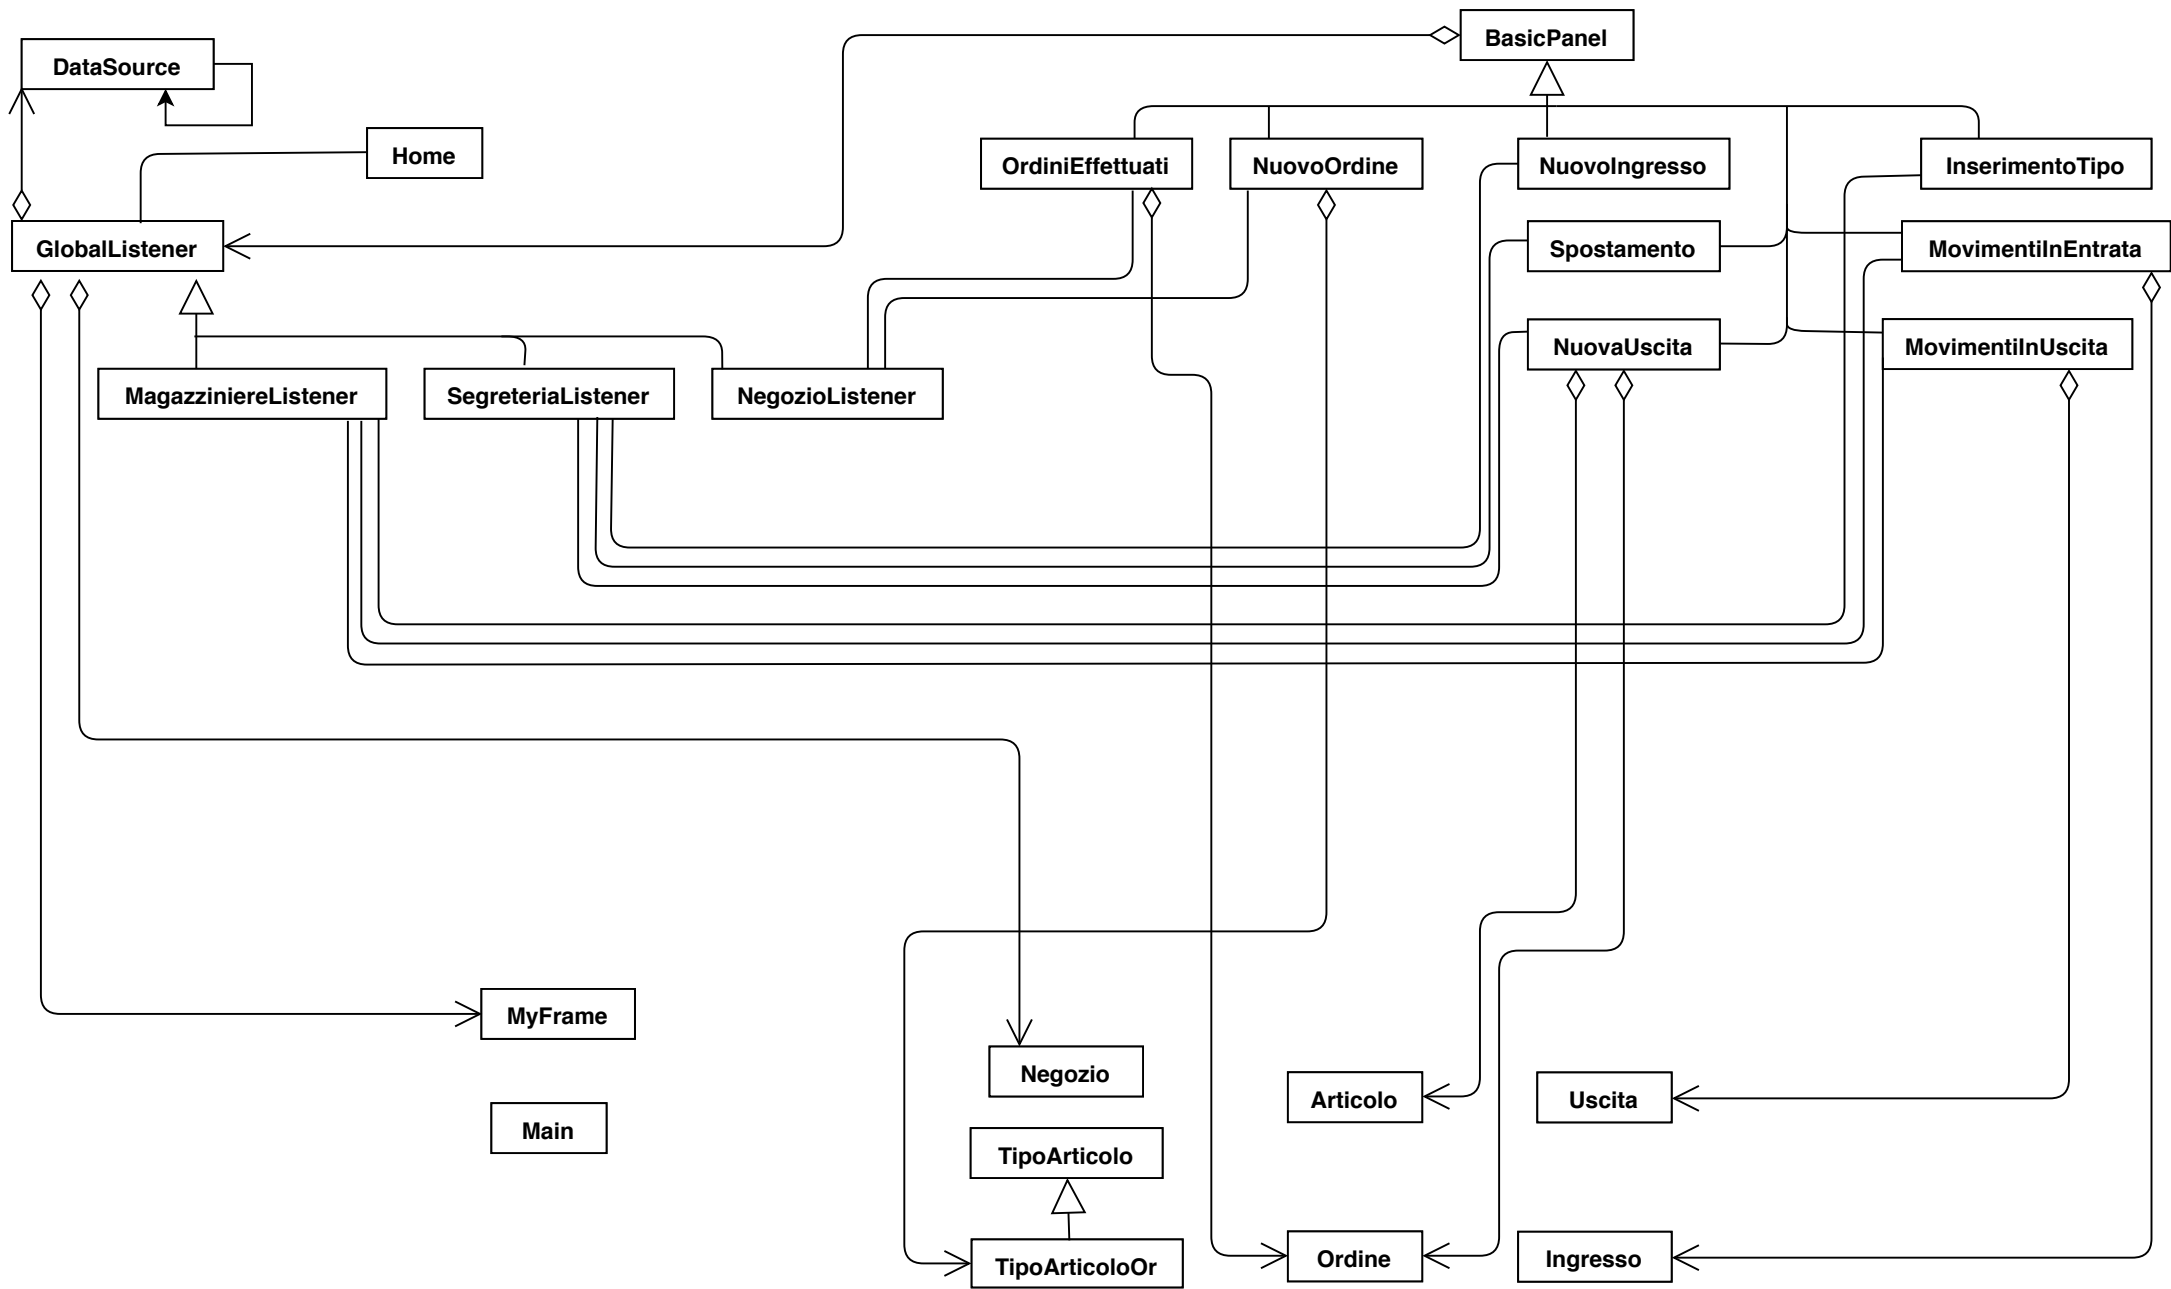 BasicPanel
DataSource
Home
OrdiniEffettuati
NuovoOrdine
NuovoIngresso
InserimentoTipo
GlobalListener
Spostamento
MovimentiInEntrata
NuovaUscita
MovimentiInUscita
MagazziniereListener
SegreteriaListener
NegozioListener
MyFrame
Negozio
Articolo
Uscita
Main
TipoArticolo
TipoArticoloOr
Ordine
Ingresso